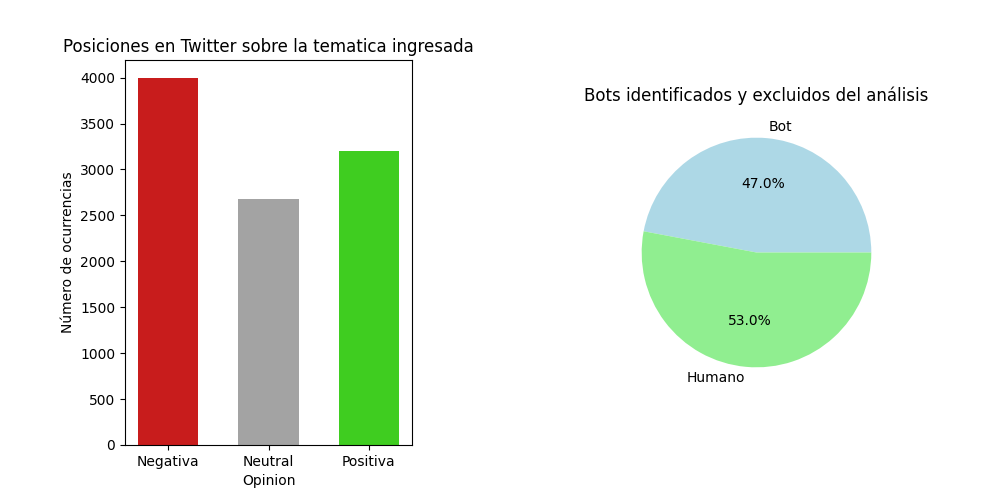 Posiciones en Twitter sobre la tematica ingresada
Número de ocurrencias
4000
3500
3000
2500
2000
1500
1000
500
0
Negativa
Neutral
Positiva
Opinion
Bots identificados y excluidos del análisis
Bot
47.0%
53.0%
Humano